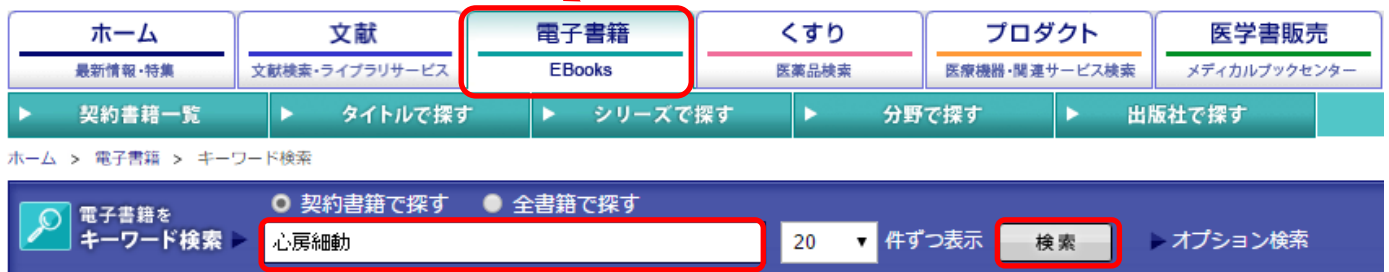 ホーム 文献 電子書籍 くすり プロダクト 医学書販売
最新情報・特集 文献検索・ライブラリサービス EBooks 医薬品検索 医療機器・関連サービス検索 メディカルブックセンター
▶ 契約書籍一覧 ▶ タイトルで探す ▶ シリーズで探す ▶ 分野で探す ▶ 出版社で探す
ホーム > 電子書籍 > キーワード検索
契約書籍で探す 全書籍で探す
電子書籍を
キーワード検索 ▶ 心房細動 20 ▼ 件ずつ表示 検索 ▶オプション検索